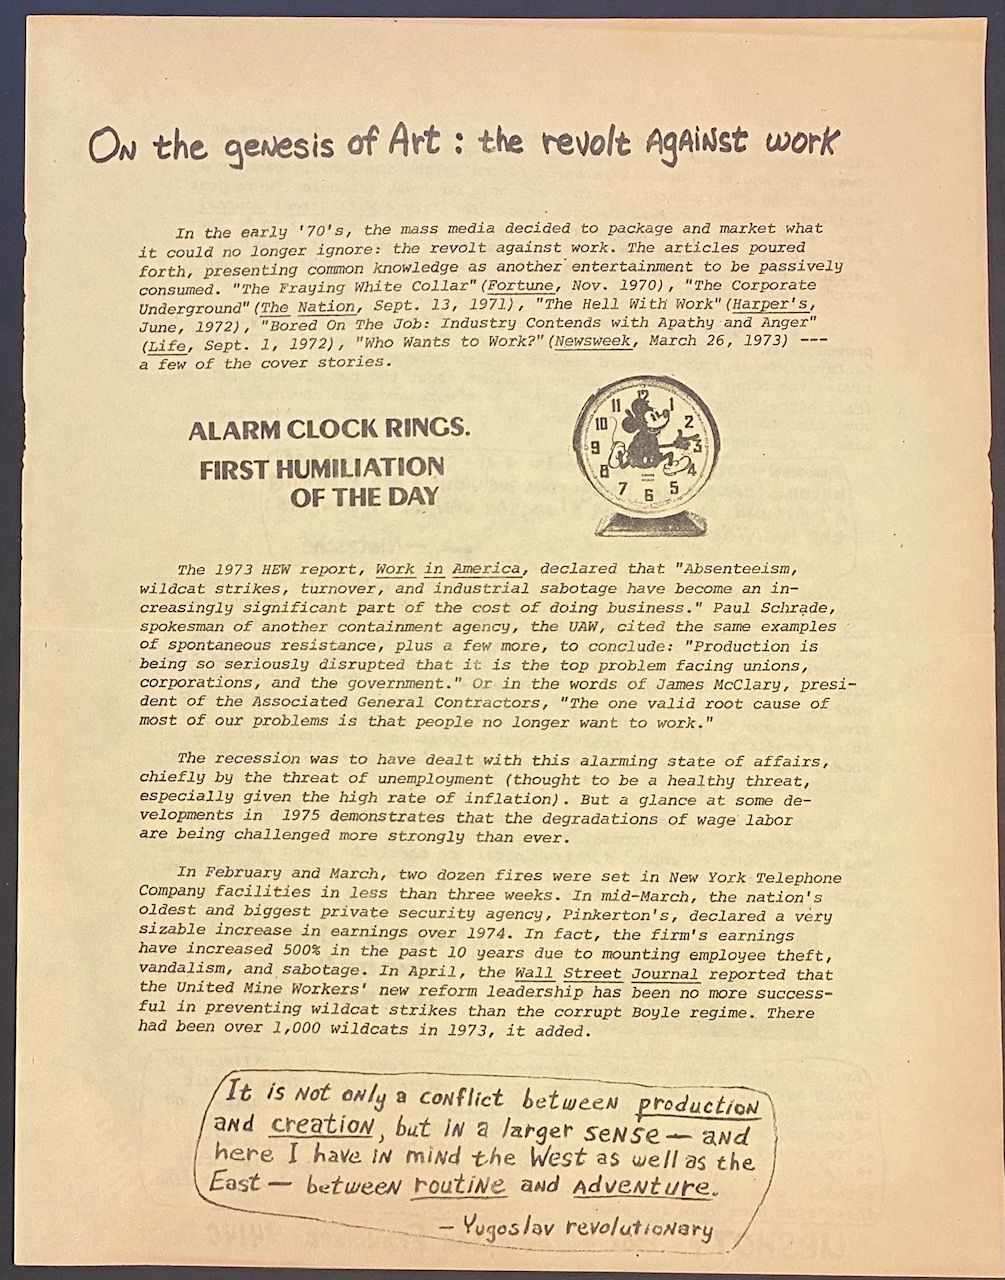 On the genesis of Art : the revolt AgAiNst work
In the early '70's, the mass media decided to package and market what
it could no longer ignore: the revolt against work. The articles poured
forth, presenting common knowledge as another entertainment to be passively
consumed. "The Fraying White Collar"(Fortune, Nov. 1970), "The Corporate
Underground"(The Nation, Sept. 13, 1971), "The Hell With Work"(Harper's,
June, 1972), "Bored On The Job: Industry Contends with Apathy and Anger"
(Life, Sept. 1, 1972), "Who Wants to Work?"(Newsweek, March 26, 1973) ---
a few of the cover stories.
ALARM CLOCK RINGS.
FIRST HUMILIATION
OF THE DAY
12
11 1
10 2
9 3
8 4
7 6 5
The 1973 HEW report, Work in America, declared that "Absenteeism,
wildcat strikes, turnover, and industrial sabotage have become an in-
creasingly significant part of the cost of doing business." Paul Schrade,
spokesman of another containment agency, the UAW, cited the same examples
of spontaneous resistance, plus a few more, to conclude: "Production is
being so seriously disrupted that it is the top problem facing unions,
corporations, and the government." Or in the words of James McClary, presi-
dent of the Associated General Contractors, "The one valid root cause of
most of our problems is that people no longer want to work."
The recession was to have dealt with this alarming state of affairs,
chiefly by the threat of unemployment (thought to be a healthy threat,
especially given the high rate of inflation). But a glance at some de-
velopments in 1975 demonstrates that the degradations of wage labor
are being challenged more strongly than ever.
In February and March, two dozen fires were set in New York Telephone
Company facilities in less than three weeks. In mid-March, the nation's
oldest and biggest private security agency, Pinkerton's, declared a very
sizable increase in earnings over 1974. In fact, the firm's earnings
have increased 500% in the past 10 years due to mounting employee theft,
vandalism, and sabotage. In April, the Wall Street Journal reported that
the United Mine Workers' new reform leadership has been no more success-
ful in preventing wildcat strikes than the corrupt Boyle regime. There
had been over 1,000 wildcats in 1973, it added.
It is not only a conflict between production
and creation, but in a larger sense — and
here I have in mind the West as well as the
East — between routine and adventure.
— Yugoslav revolutionary